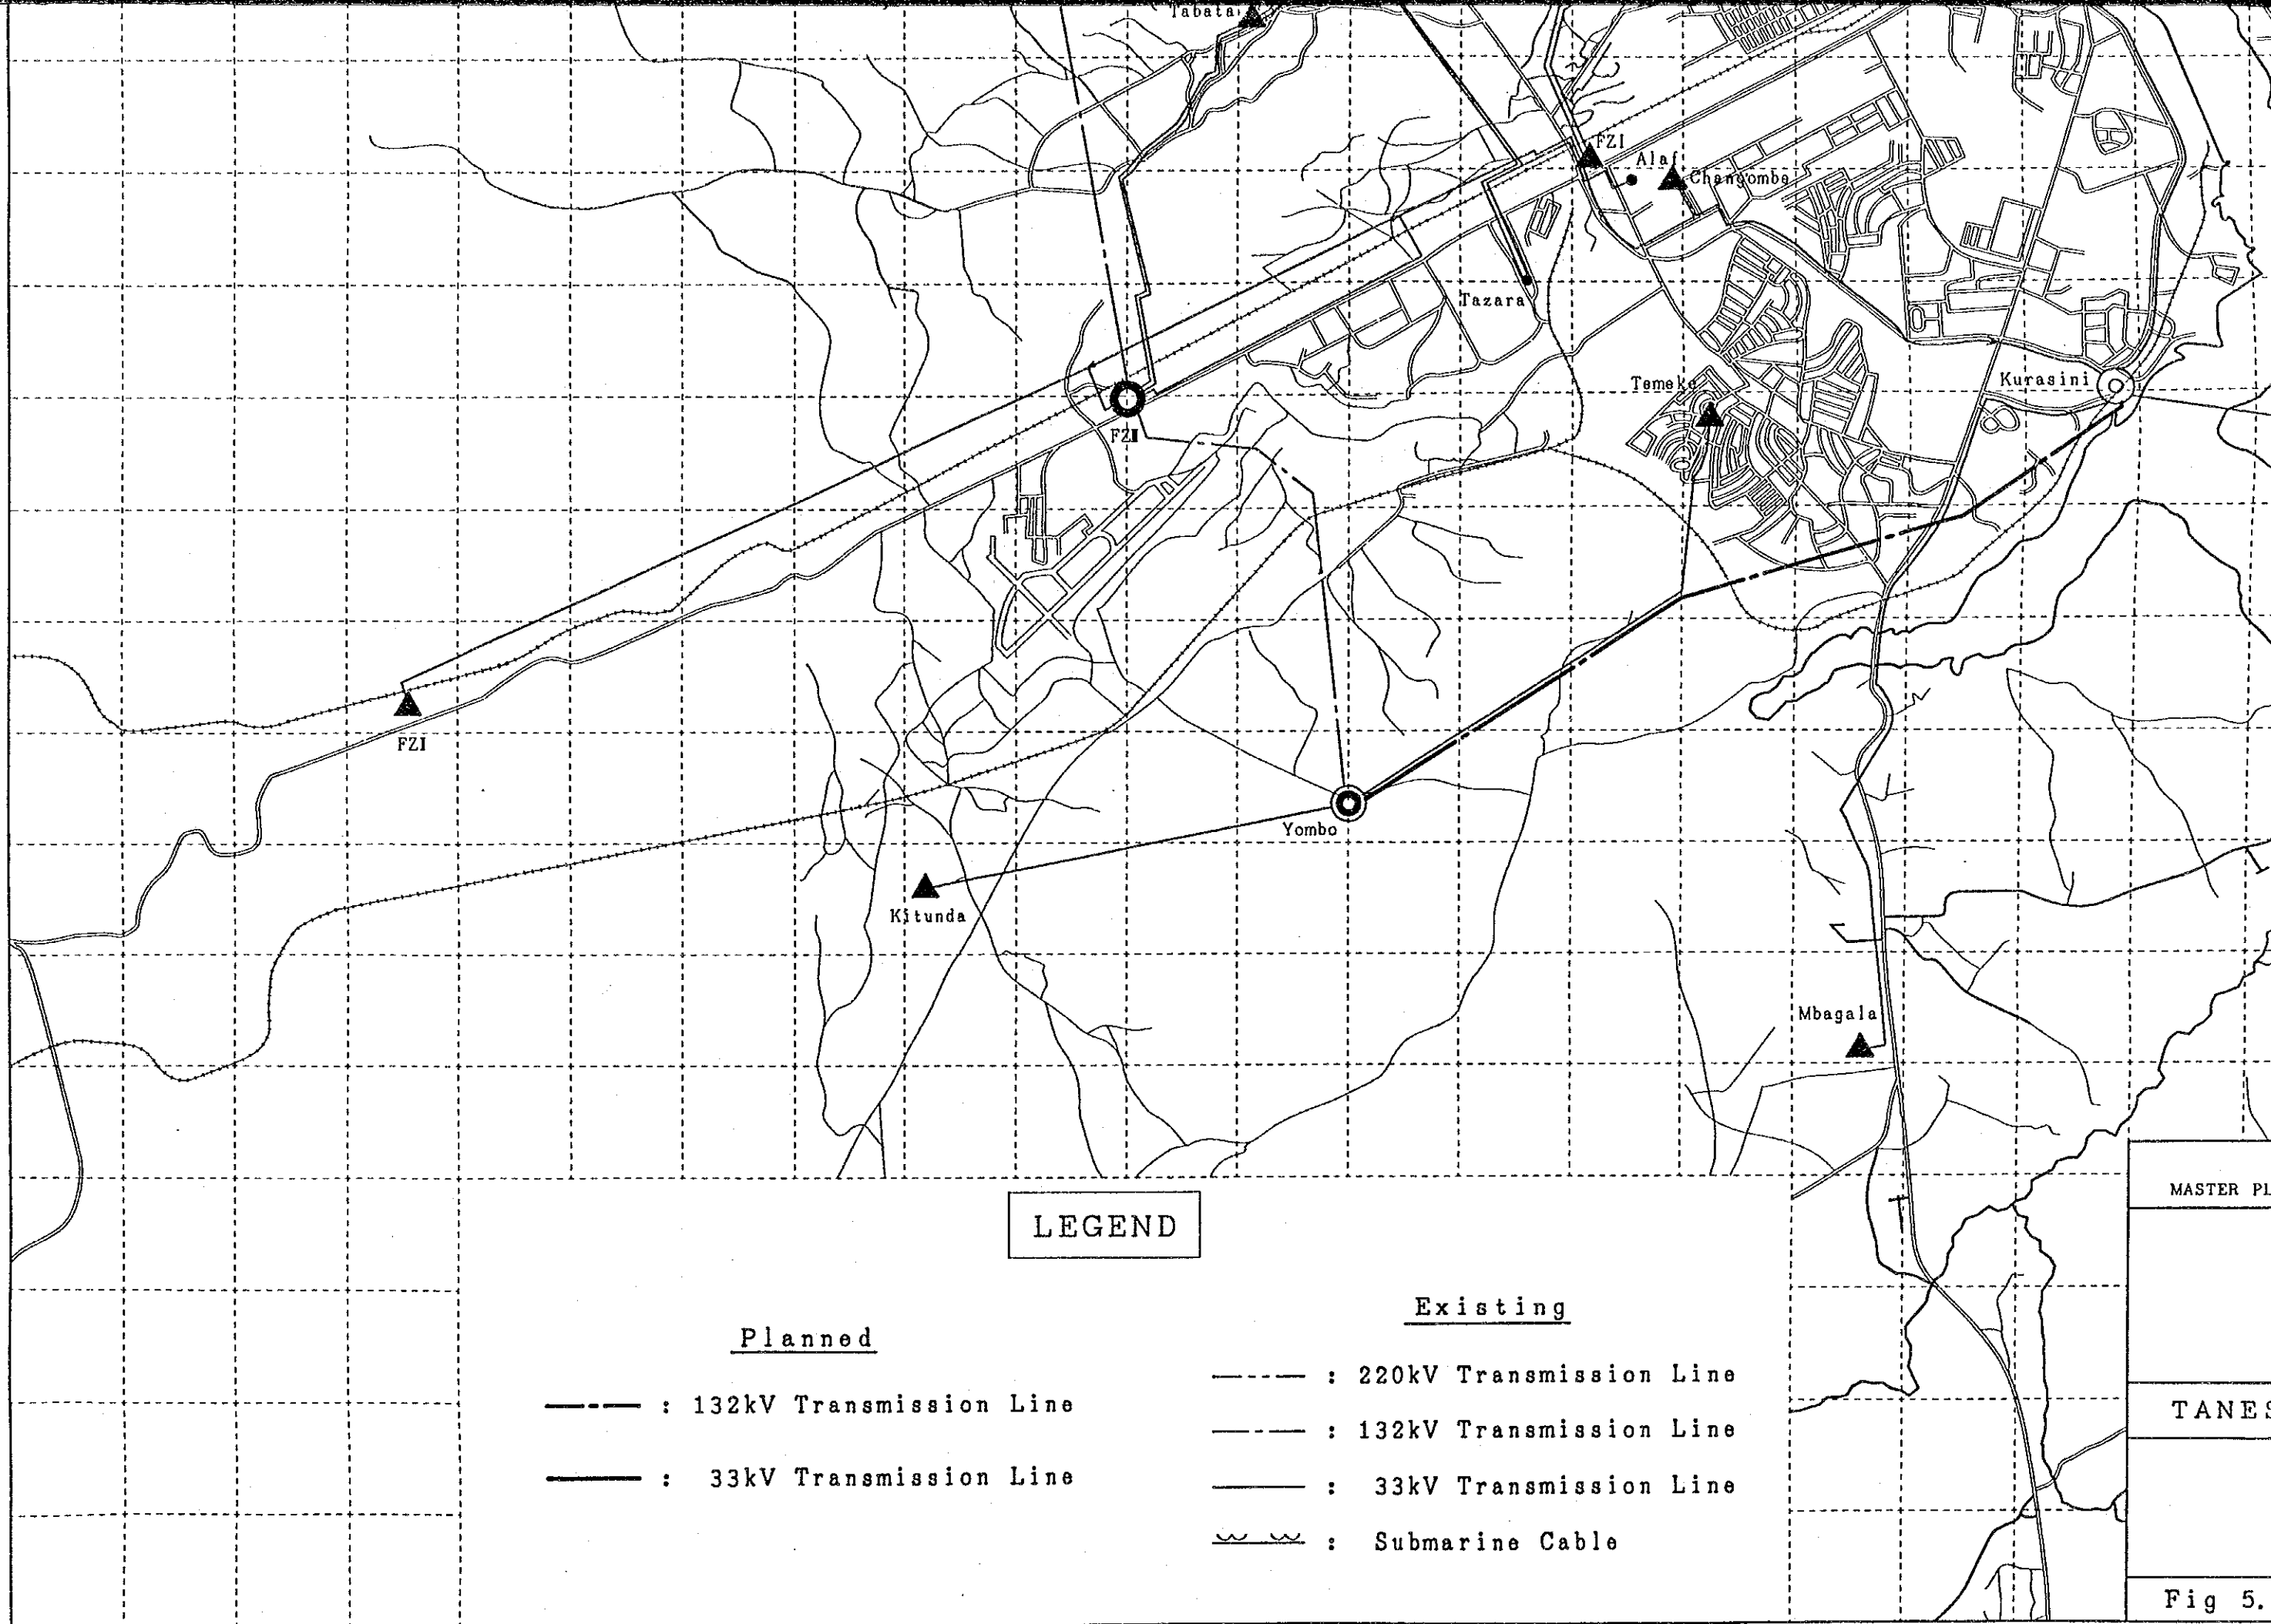 Tabata
FZI
Alaf
Changombe
Tazara
Temeke
Kurasini
FZⅡ
FZI
Yombo
Kitunda
Mbagala
MASTER PL
LEGEND
Planned
132kV Transmission Line
33kV Transmission Line
Existing
: 220kV Transmission Line
: 132kV Transmission Line
: 33kV Transmission Line
: Submarine Cable
TANES
Fig 5.